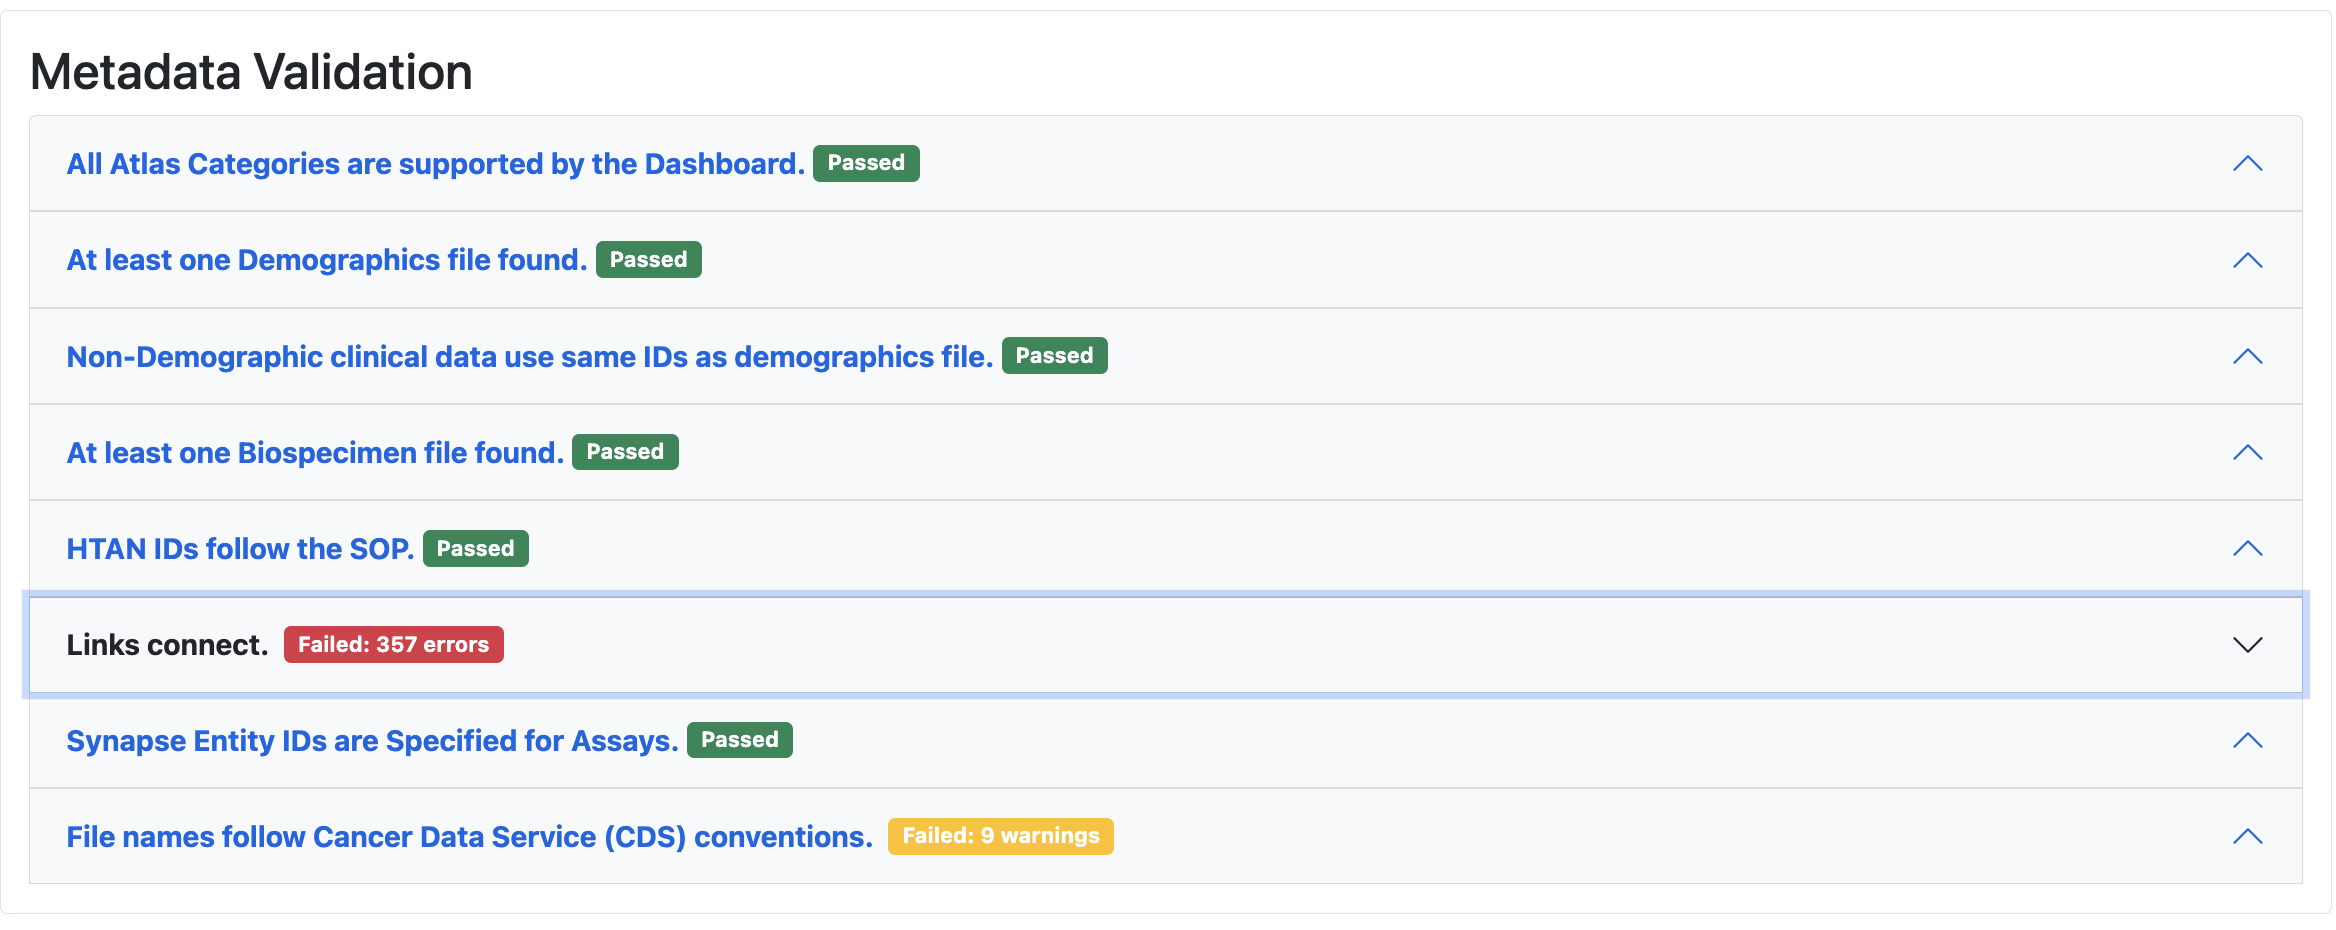 Metadata Validation
All Atlas Categories are supported by the Dashboard. Passed
At least one Demographics file found. Passed
Non-Demographic clinical data use same IDs as demographics file. Passed
At least one Biospecimen file found. Passed
HTAN IDs follow the SOP. Passed
Links connect. Failed: 357 errors
Synapse Entity IDs are Specified for Assays. Passed
File names follow Cancer Data Service (CDS) conventions. Failed: 9 warnings